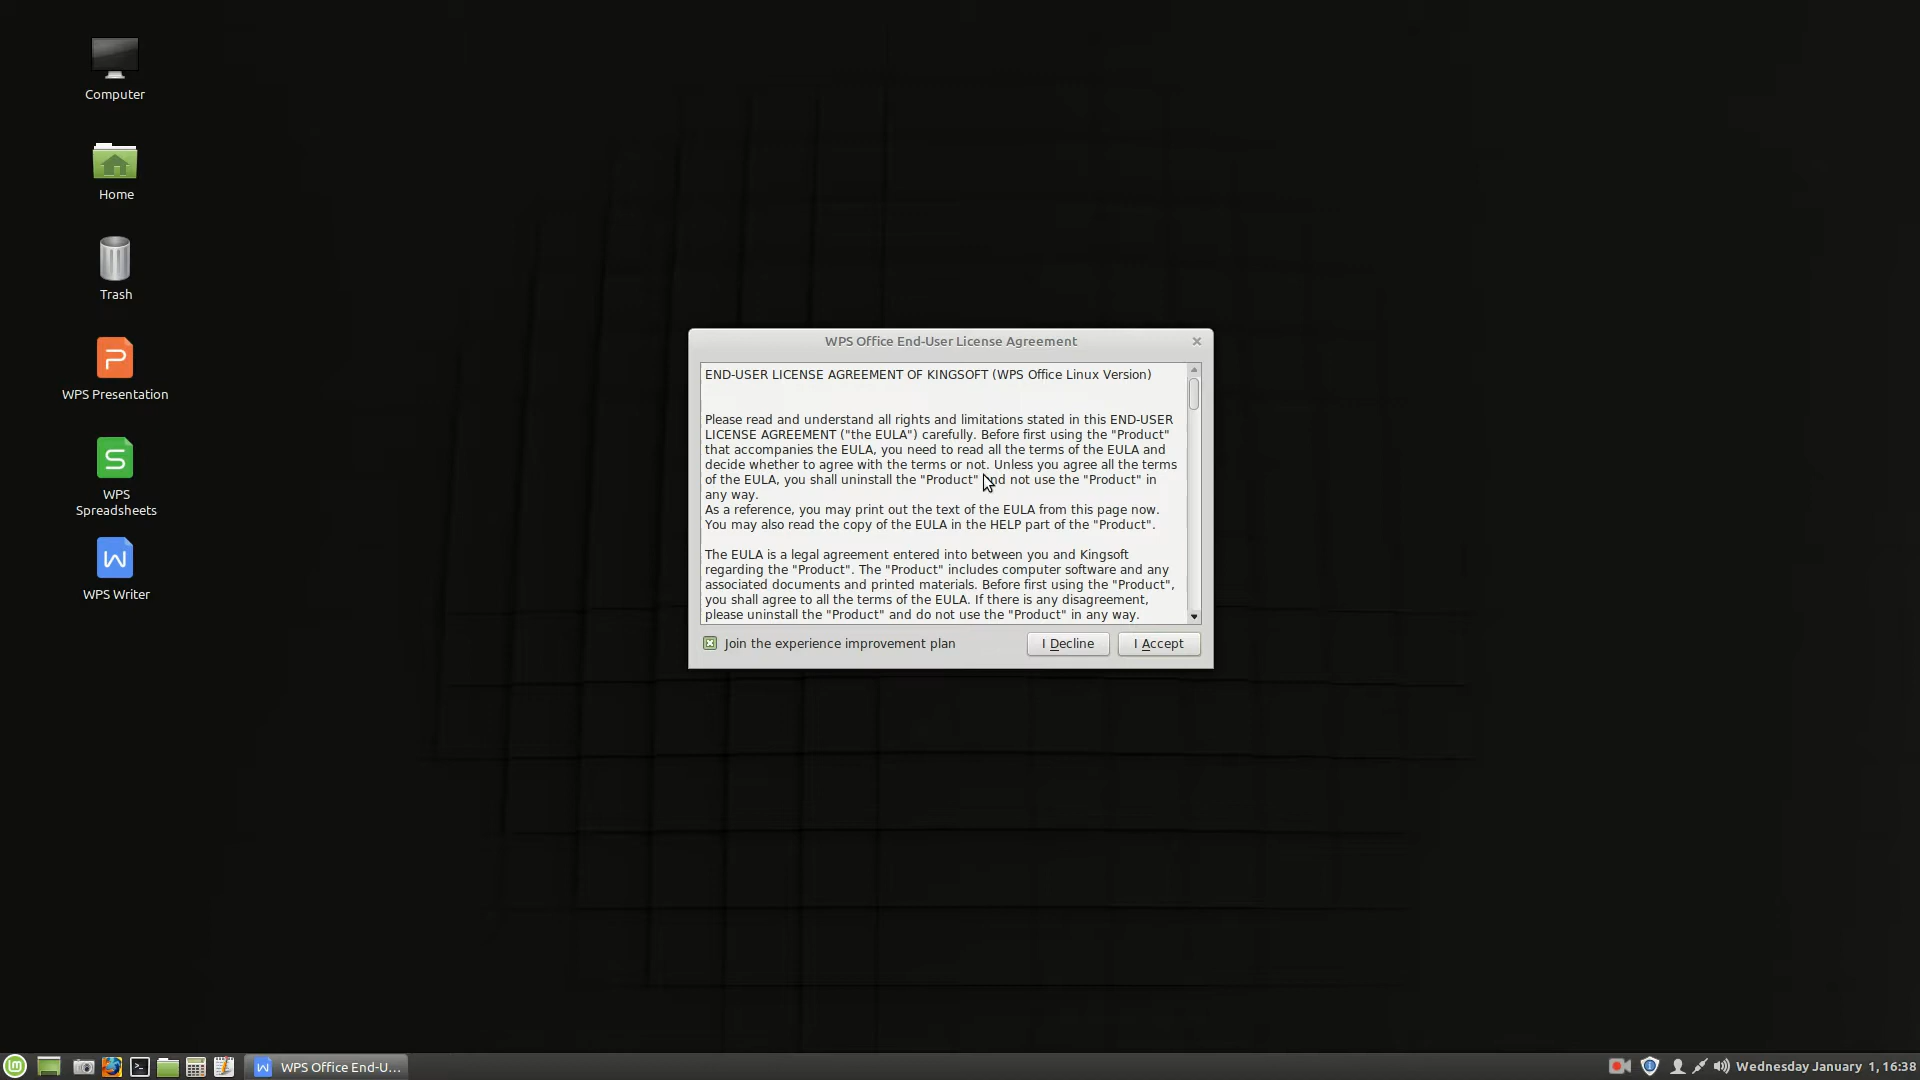 Computer
Home
Trash
WPS Presentation
WPS
Spreadsheets
WPS Writer
WPS Office End-User License Agreement
END-USER LICENSE AGREEMENT OF KINGSOFT (WPS Office Linux Version)
Please read and understand all rights and limitations stated in this END-USER
LICENSE AGREEMENT ("the EULA") carefully. Before first using the "Product"
that accompanies the EULA, you need to read all the terms of the EULA and
decide whether to agree with the terms or not. Unless you agree all the terms
of the EULA, you shall uninstall the "Product" and not use the "Product" in
any way.
As a reference, you may print out the text of the EULA from this page now.
You may also read the copy of the EULA in the HELP part of the "Product".
The EULA is a legal agreement entered into between you and Kingsoft
regarding the "Product". The "Product" includes computer software and any
associated documents and printed materials. Before first using the "Product",
you shall agree to all the terms of the EULA. If there is any disagreement,
please uninstall the "Product" and do not use the "Product" in any way.
Join the experience improvement plan
I Decline
I Accept
WPS Office End-U...
Wednesday January 1, 16:38